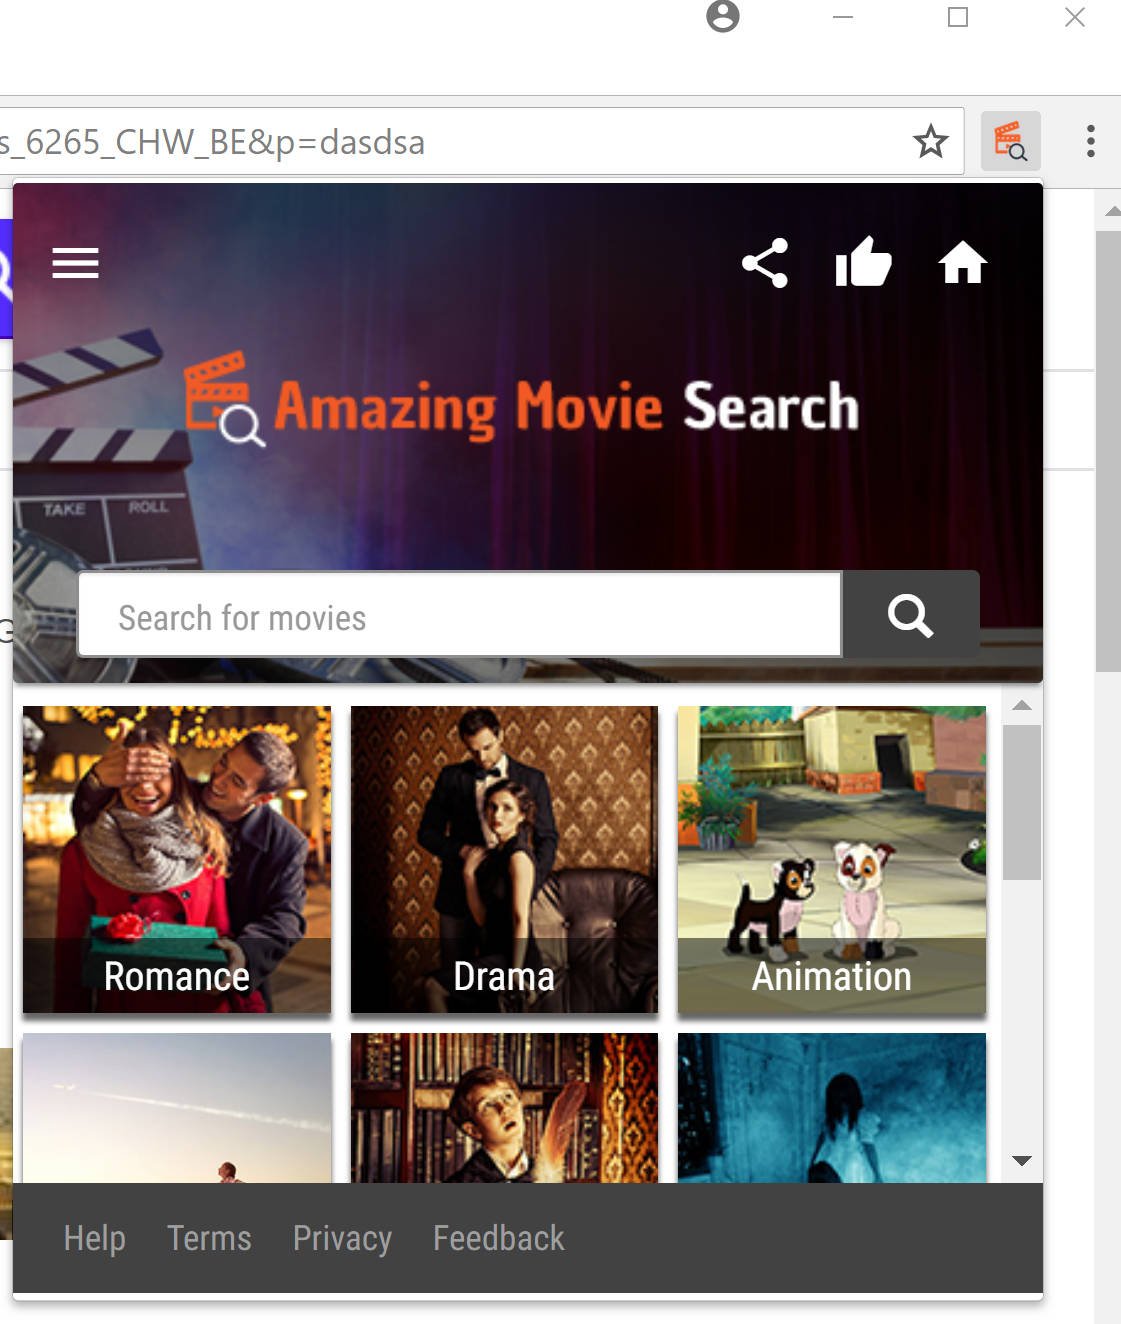 s_6265_CHW_BE&p=dasdsa
Amazing Movie Search
TAKE ROLL
Search for movies
Romance
Drama
Animation
Help
Terms
Privacy
Feedback